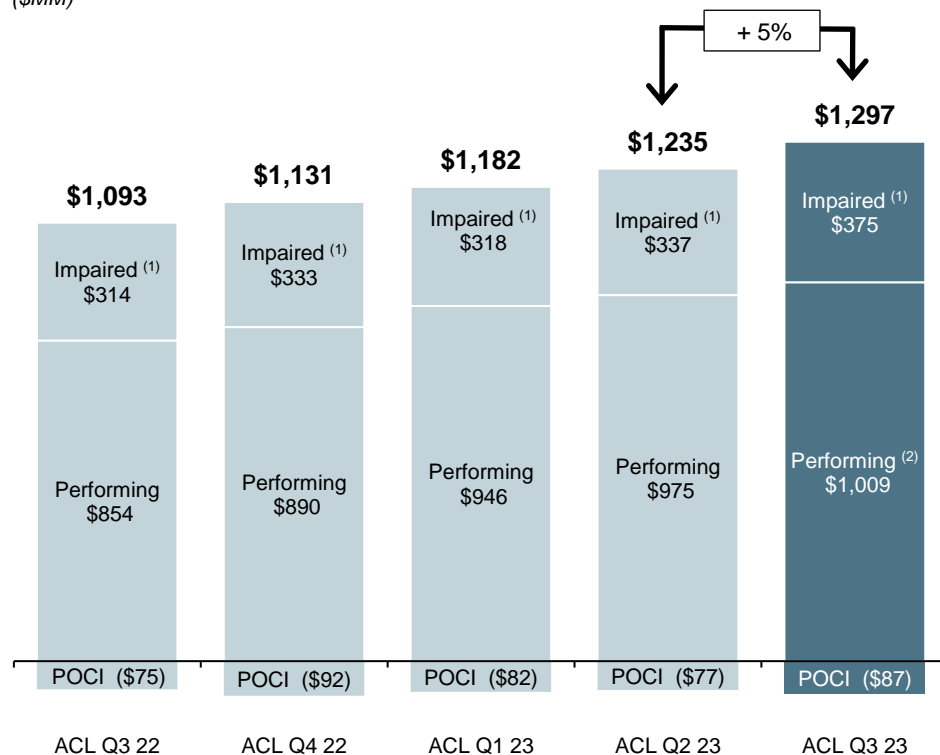 ($MM)
+ 5%
$1,093
$1,131
$1,182
$1,235
$1,297
Impaired (1)
$314
Impaired (1)
$333
Impaired (1)
$318
Impaired (1)
$337
Impaired (1)
$375
Performing
$854
Performing
$890
Performing
$946
Performing
$975
Performing (2)
$1,009
POCI ($75)
POCI ($92)
POCI ($82)
POCI ($77)
POCI ($87)
ACL Q3 22
ACL Q4 22
ACL Q1 23
ACL Q2 23
ACL Q3 23